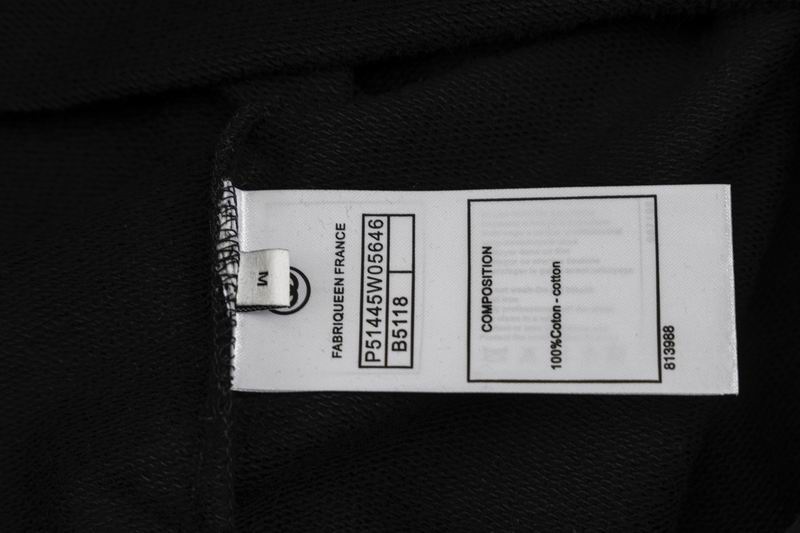 M
FABRIQUEEN FRANCE
P51445W05646
B5118
COMPOSITION
100%Coton - cotton
813988